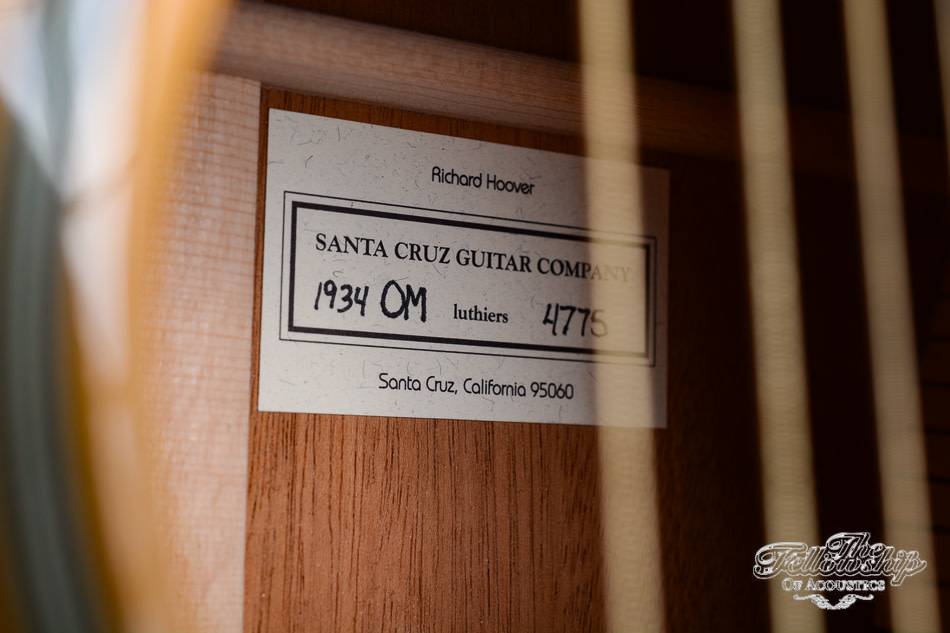 Richard Hoover
SANTA CRUZ GUITAR COMPANY
1934 OM luthiers 4775
Santa Cruz, California 95060
The
Fellowship
OF ACOUSTICS